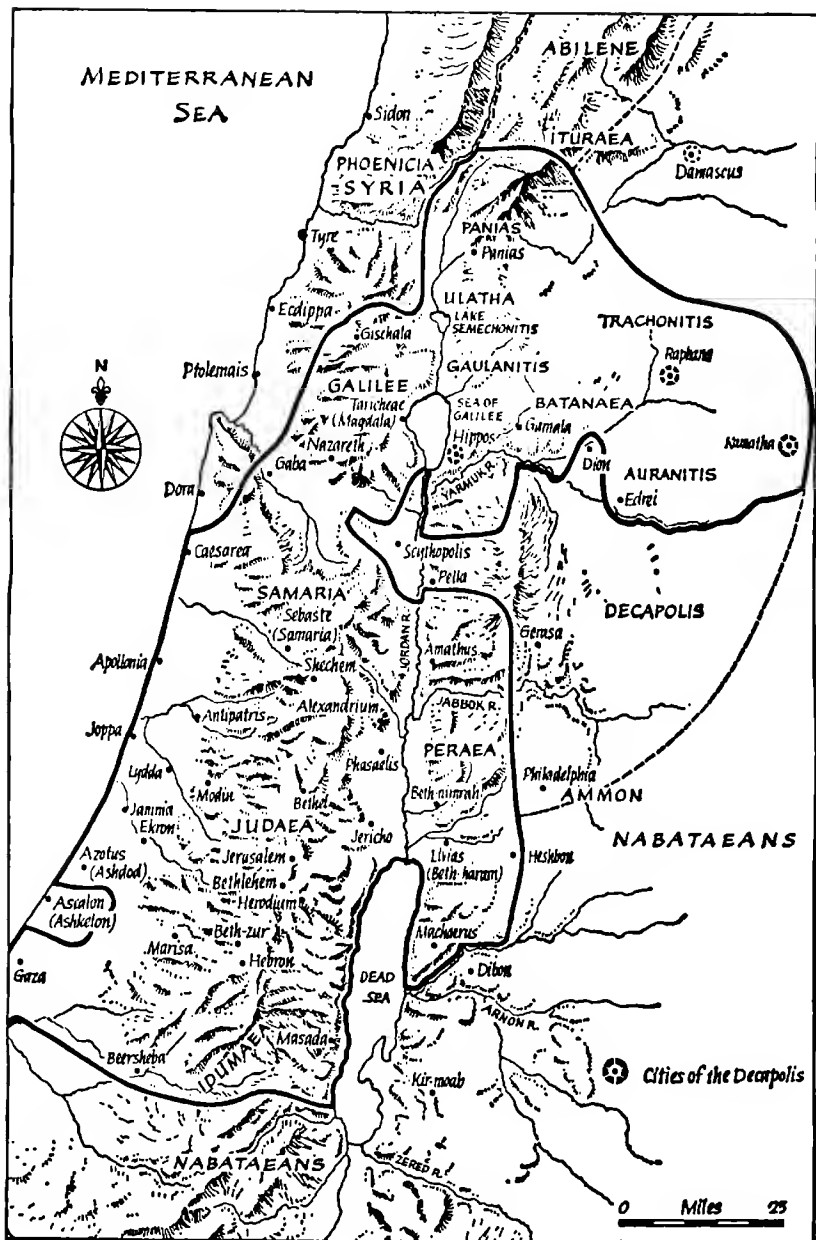 ABILENE
MEDITERRANEAN
SEA
Sidon
ITURAEA
PHOENICIA
SYRIA
Damascus
PANIAS
Tyre
Panias
ULATHA
Ecdippa
LAKE
SEMECHONITIS
TRACHONITIS
Gischala
N
Ptolemais
GAULANITIS
Raphana
GALILEE
SEA OF
GALILEE
BATANAEA
Taricheae
(Magdala)
Gamala
Hippos
Nazareth
Kanatha
Gaba
Dion
YARMUK R.
AURANITIS
Dora
Edrei
Caesarea
Scythopolis
Pella
SAMARIA
Sebaste
(Samaria)
DECAPOLIS
JORDAN R.
Gerasa
Apollonia
Amathus
Shechem
Alexandrium
JABBOK R.
Antipatris
Joppa
PERAEA
Phasaelis
Lydda
Philadelphia
Modin
Beth-nimrah
AMMON
Bethel
Jamnia
Ekron
JUDAEA
Jericho
NABATAEANS
Azotus
(Ashdod)
Jerusalem
Livias
(Beth-haram)
Heshbon
Bethlehem
Herodium
Ascalon
(Ashkelon)
Beth-zur
Marisa
Machaerus
Hebron
Gaza
DEAD
SEA
Dibon
ARNON R.
Masada
Beersheba
IDUMAEA
Kir-moab
Cities of the Decapolis
NABATAEANS
ZERED R.
0 Miles 25